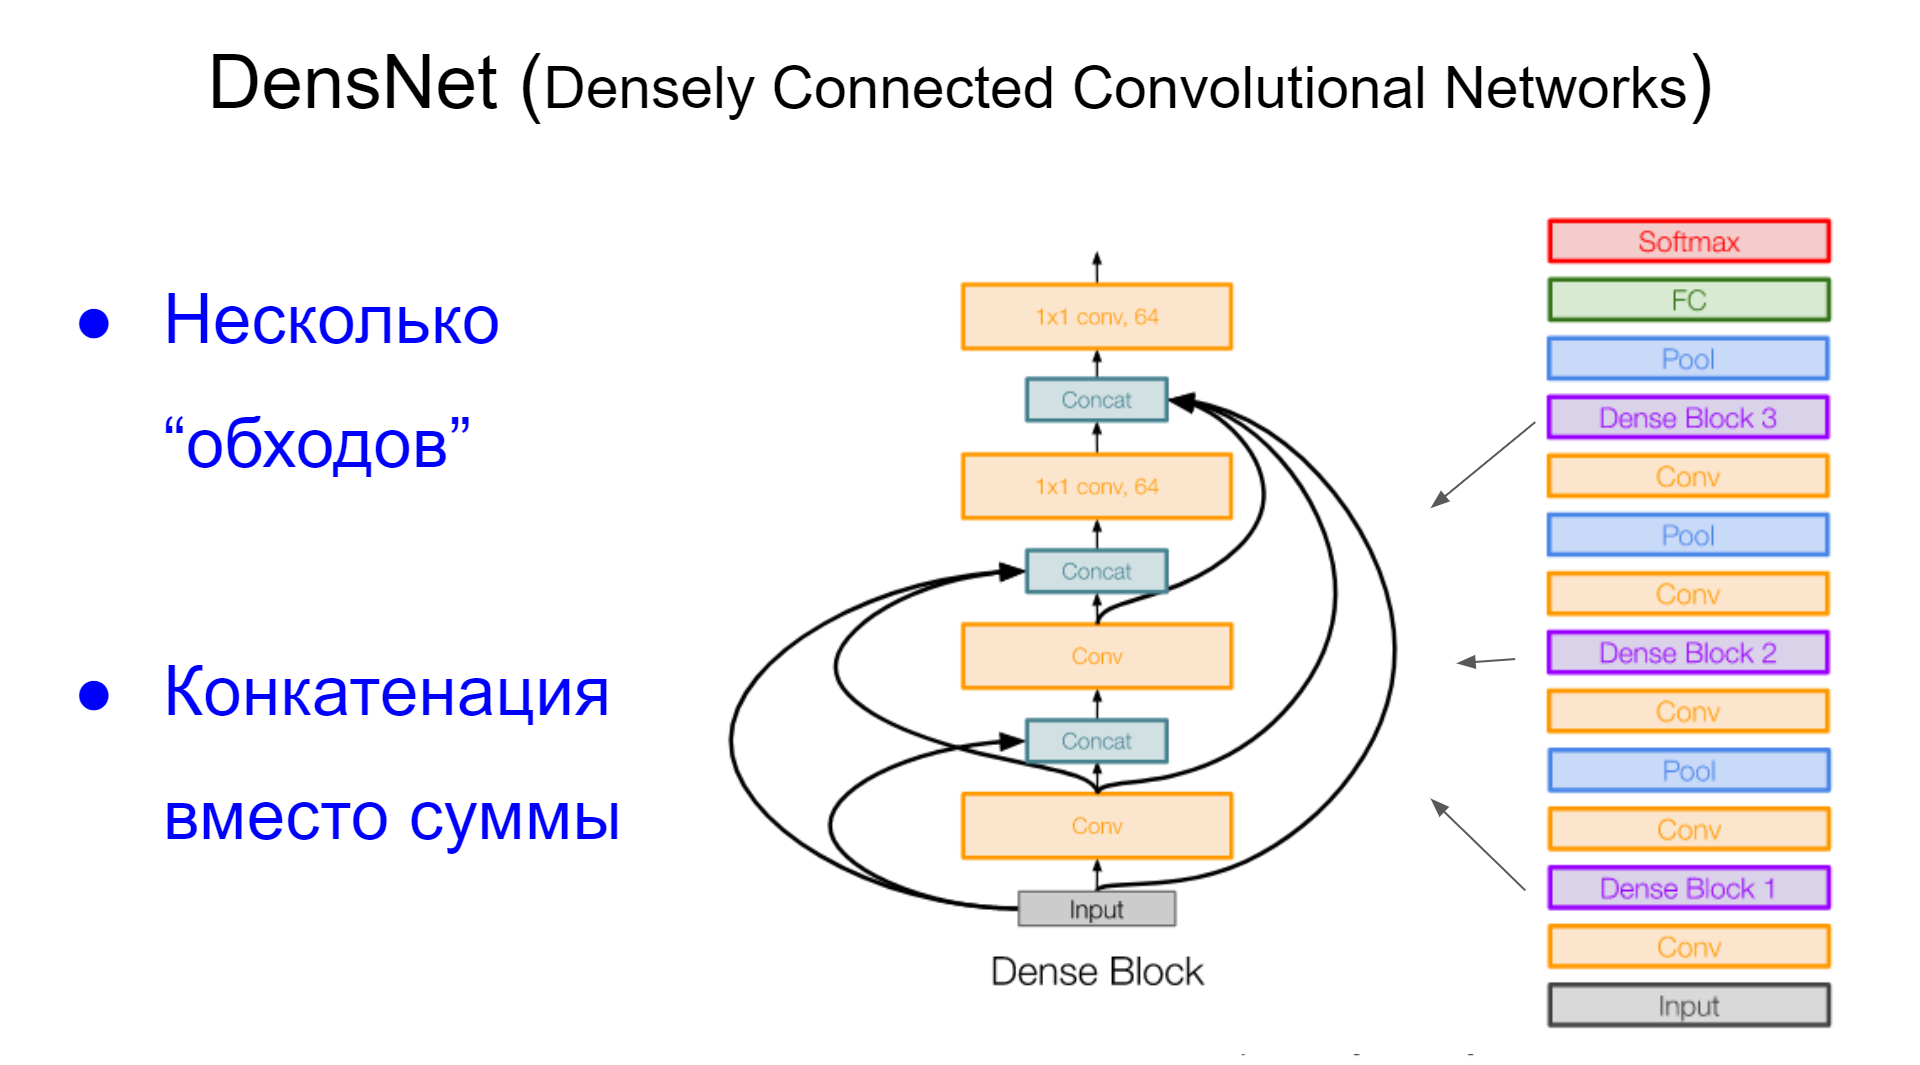 DensNet (Densely Connected Convolutional Networks)
● Несколько
“обходов”
● Конкатенация
вместо суммы
1x1 conv, 64
Concat
1x1 conv, 64
Concat
Conv
Concat
Conv
Input
Dense Block
Softmax
FC
Pool
Dense Block 3
Conv
Pool
Conv
Dense Block 2
Conv
Pool
Conv
Dense Block 1
Conv
Input